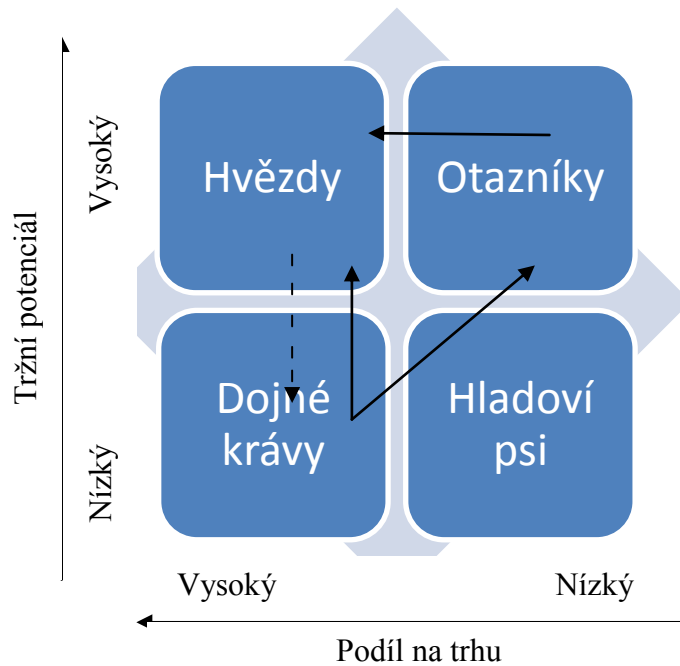 Tržní potenciál
Vysoký
Nízký
Hvězdy
Otazníky
Dojné
krávy
Hladoví
psi
Vysoký
Nízký
Podíl na trhu